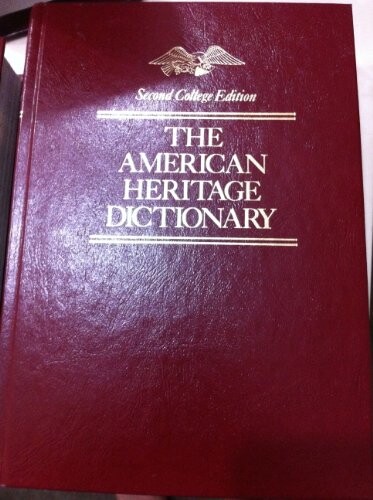 Second College Edition
THE
AMERICAN
HERITAGE
DICTIONARY